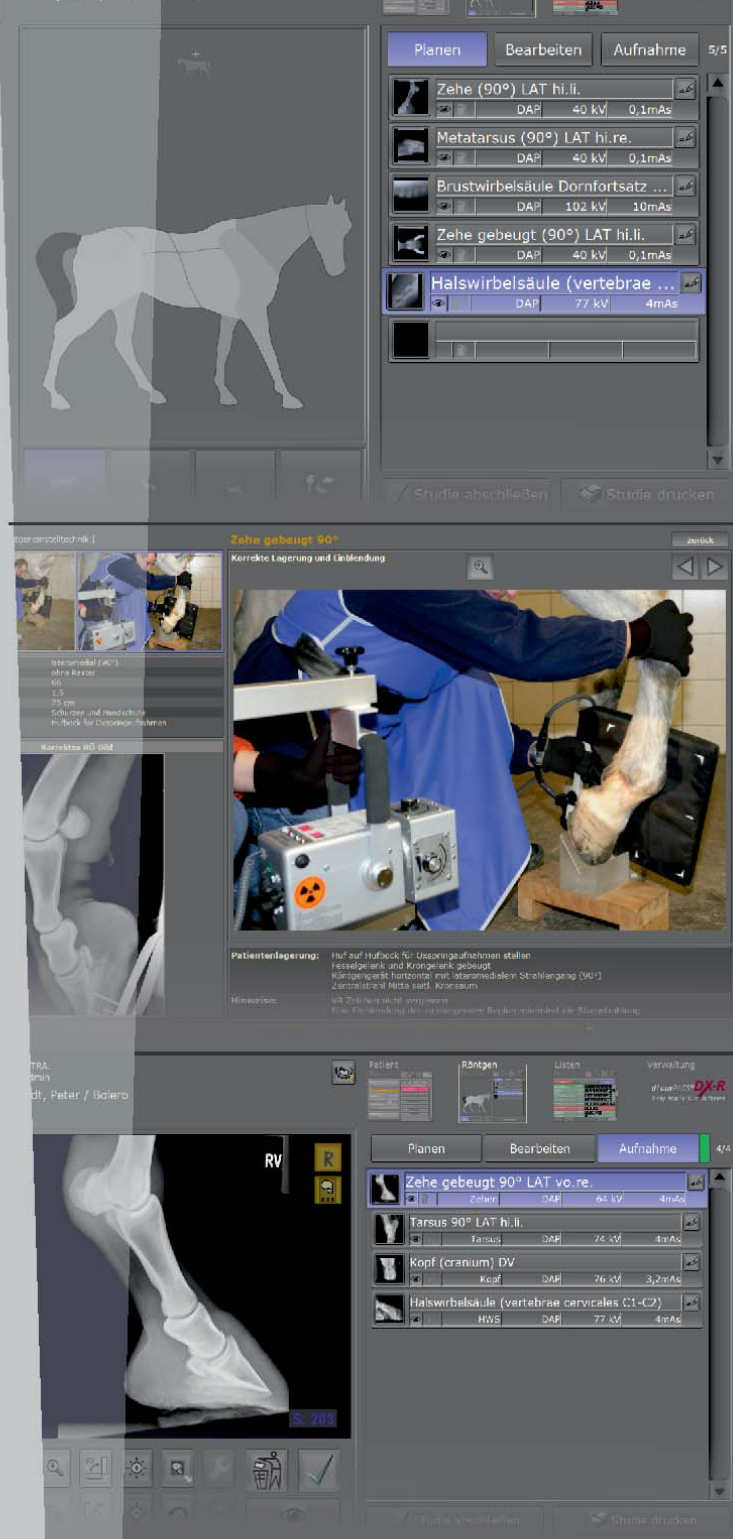 Planen Bearbeiten Aufnahme 5/5
Zehe (90°) LAT hi.li.
DAP 40 kV 0,1mAs
Metatarsus (90°) LAT hi.re.
DAP 40 kV 0,1mAs
Brustwirbelsäule Dornfortsatz ...
DAP 102 kV 10mAs
Zehe gebeugt (90°) LAT hi.li.
DAP 40 kV 0,1mAs
Halswirbelsäule (vertebrae ...
DAP 77 kV 4mAs
Studie abschließen Studie drucken
Zehe gebeugt 90° zurück
Korrekte Lagerung und Einblendung
lateromedial (90°)
ohne Raster
66
1,5
75 cm
Schürzen und Handschuhe
Hufbock für Oxspringaufnahmen
Korrektes RÖ-Bild
Patientenlagerung: Huf auf Hufbock für Oxspringaufnahmen stellen
Fesselgelenk und Krongelenk gebeugt
Röntgengerät horizontal mit lateromedialem Strahlengang (90°)
Zentralstrahl Mitte seitl. Kronsaum
Hinweise: VR Zeichen nicht vergessen
TRA:
dmin
dt, Peter / Bolero
Patient Röntgen Listen Verwaltung
DX-R
Planen Bearbeiten Aufnahme 4/4
RV R
Zehe gebeugt 90° LAT vo.re.
Zehen DAP 64 kV 4mAs
Tarsus 90° LAT hi.li.
Tarsus DAP 74 kV 4mAs
Kopf (cranium) DV
Kopf DAP 76 kV 3,2mAs
Halswirbelsäule (vertebrae cervicales C1-C2)
HWS DAP 77 kV 4mAs
S. 200
Studie abschließen Studie drucken